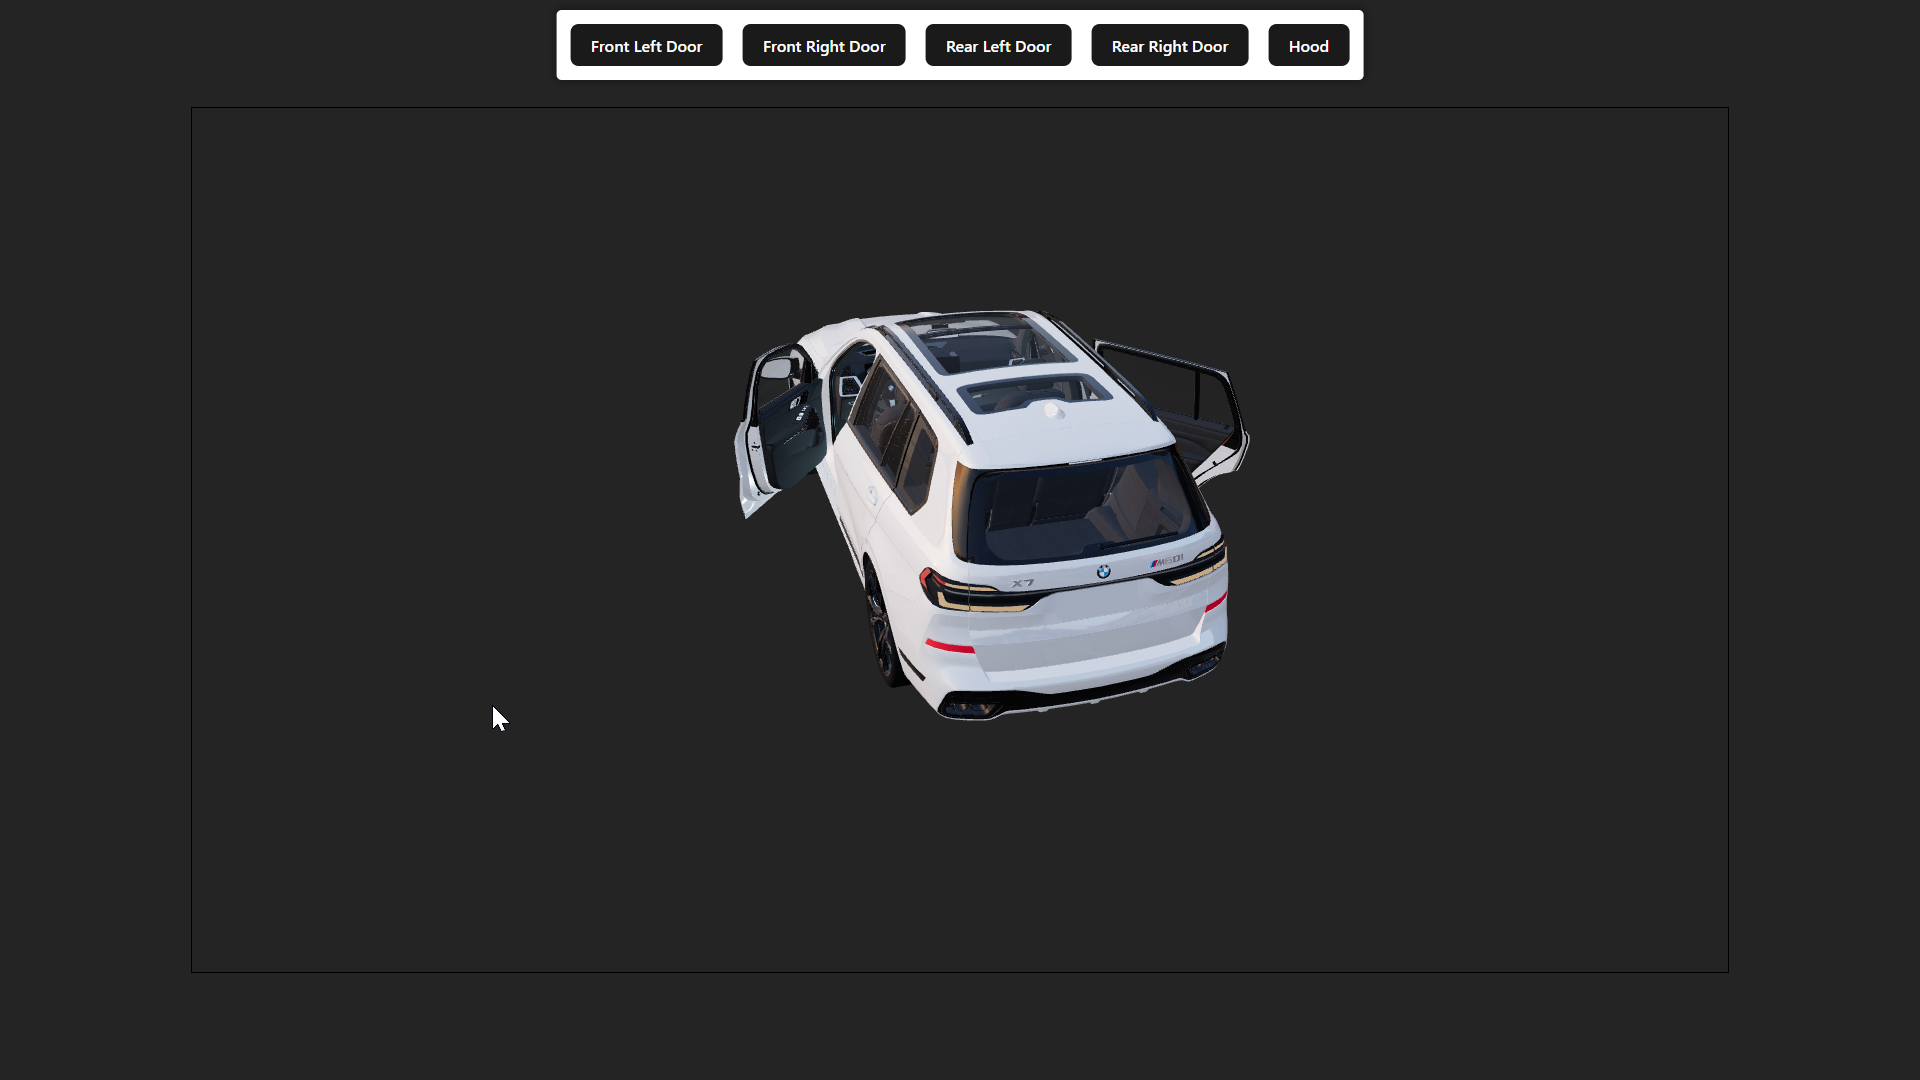 Front Left Door
Front Right Door
Rear Left Door
Rear Right Door
Hood
X7
M60i